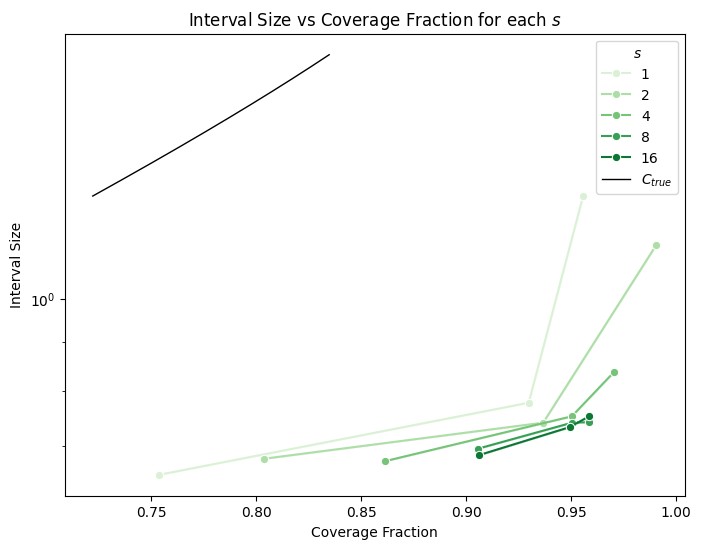 Interval Size vs Coverage Fraction for each s
s
1
2
4
8
16
C_true
Interval Size
10^0
0.75 0.80 0.85 0.90 0.95 1.00
Coverage Fraction